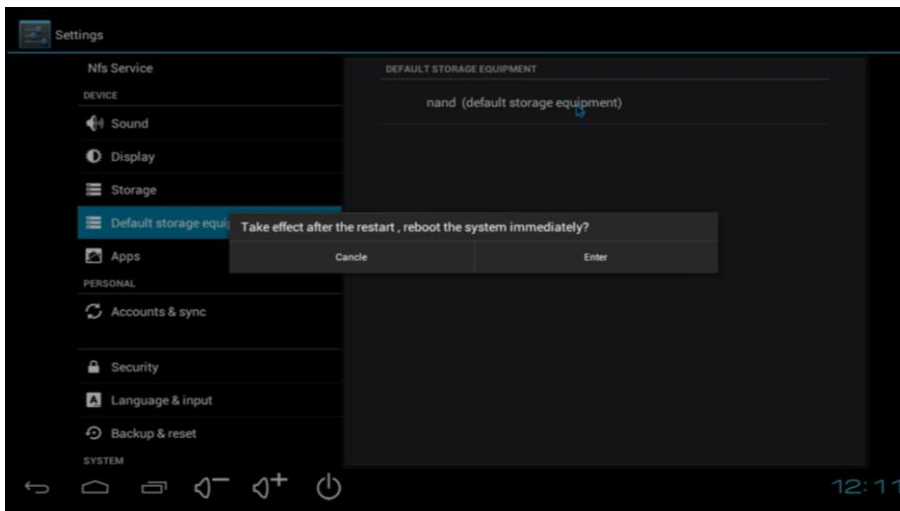 Settings
Nfs Service
DEVICE
Sound
Display
Storage
Default storage equi
Apps
PERSONAL
Accounts & sync
Security
Language & input
Backup & reset
SYSTEM
DEFAULT STORAGE EQUIPMENT
nand (default storage equipment)
Take effect after the restart , reboot the system immediately?
Cancle
Enter
12:11